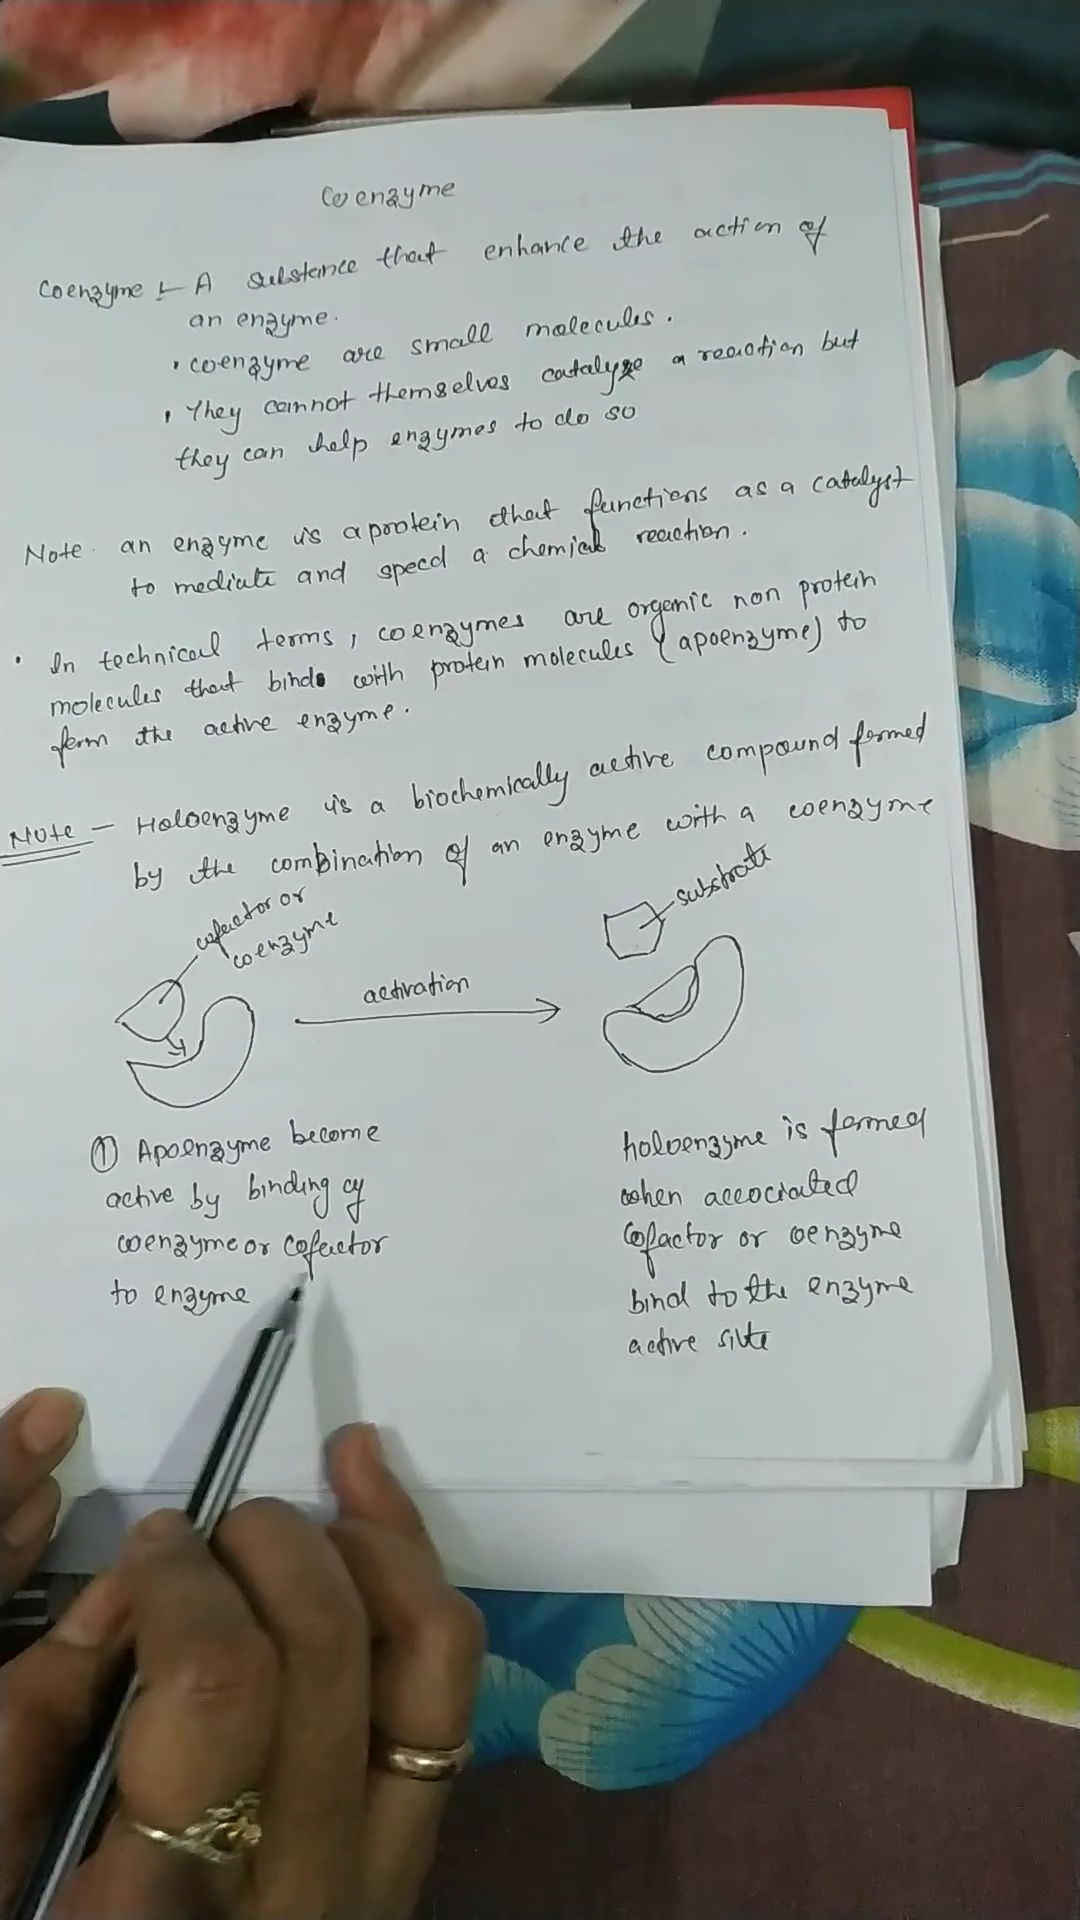 Coenzyme
Coenzyme :- A substance that enhance the action of
an enzyme.
• coenzyme are small molecules.
• They cannot themselves catalyze a reaction but
they can help enzymes to do so
Note. an enzyme is a protein that functions as a catalyst
to mediate and speed a chemical reaction.
• In technical terms, coenzymes are organic non protein
molecules that bind with protein molecules (apoenzyme) to
form the active enzyme.
Note - Holoenzyme is a biochemically active compound formed
by the combination of an enzyme with a coenzyme
cofactor or
coenzyme
substrate
activation
① Apoenzyme become
active by binding of
coenzyme or cofactor
to enzyme
holoenzyme is formed
when accociated
cofactor or oenzyme
bind to the enzyme
active site